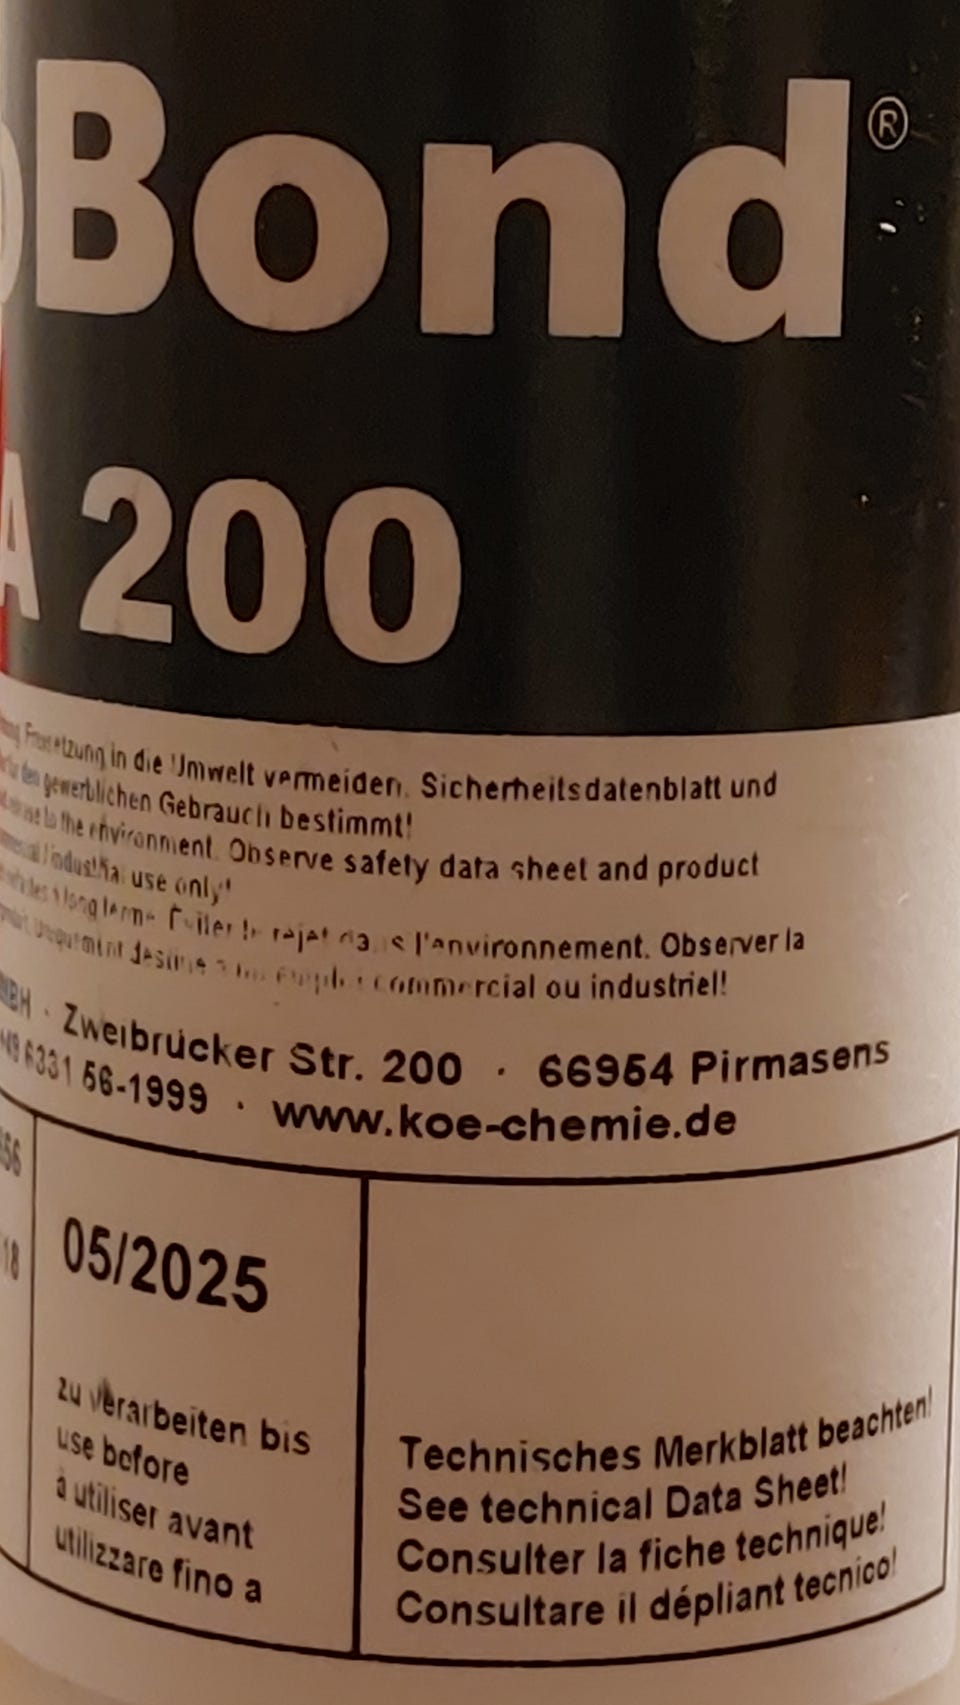 Bond®
A 200
in die Umwelt vermeiden. Sicherheitsdatenblatt und
den gewerblichen Gebrauch bestimmt!
to the environment. Observe safety data sheet and product
use only!
l'environnement. Observer la
commercial ou industriel!
Zweibrücker Str. 200 · 66954 Pirmasens
6331 56-1999 · www.koe-chemie.de
05/2025
zu verarbeiten bis
use before
à utiliser avant
utilizzare fino a
Technisches Merkblatt beachten!
See technical Data Sheet!
Consulter la fiche technique!
Consultare il dépliant tecnico!